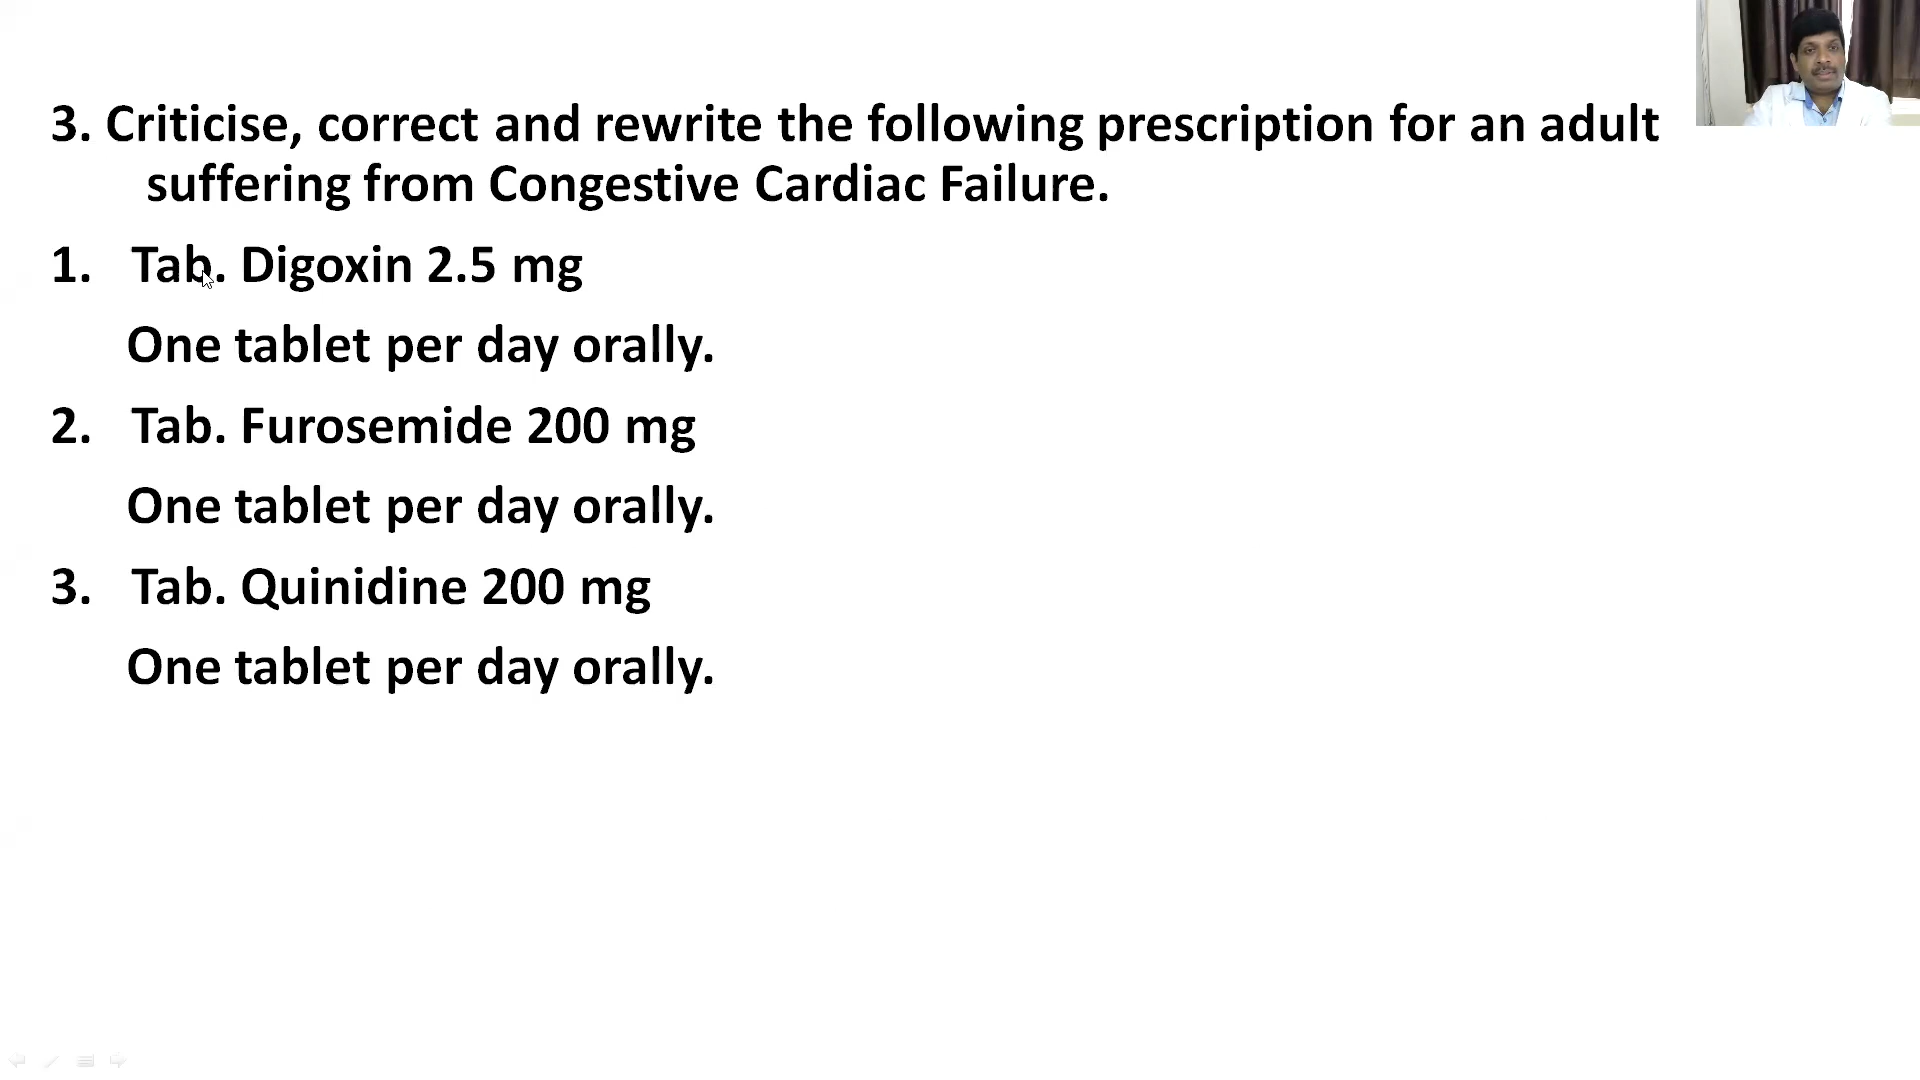 3. Criticise, correct and rewrite the following prescription for an adult
suffering from Congestive Cardiac Failure.
1. Tab. Digoxin 2.5 mg
One tablet per day orally.
2. Tab. Furosemide 200 mg
One tablet per day orally.
3. Tab. Quinidine 200 mg
One tablet per day orally.